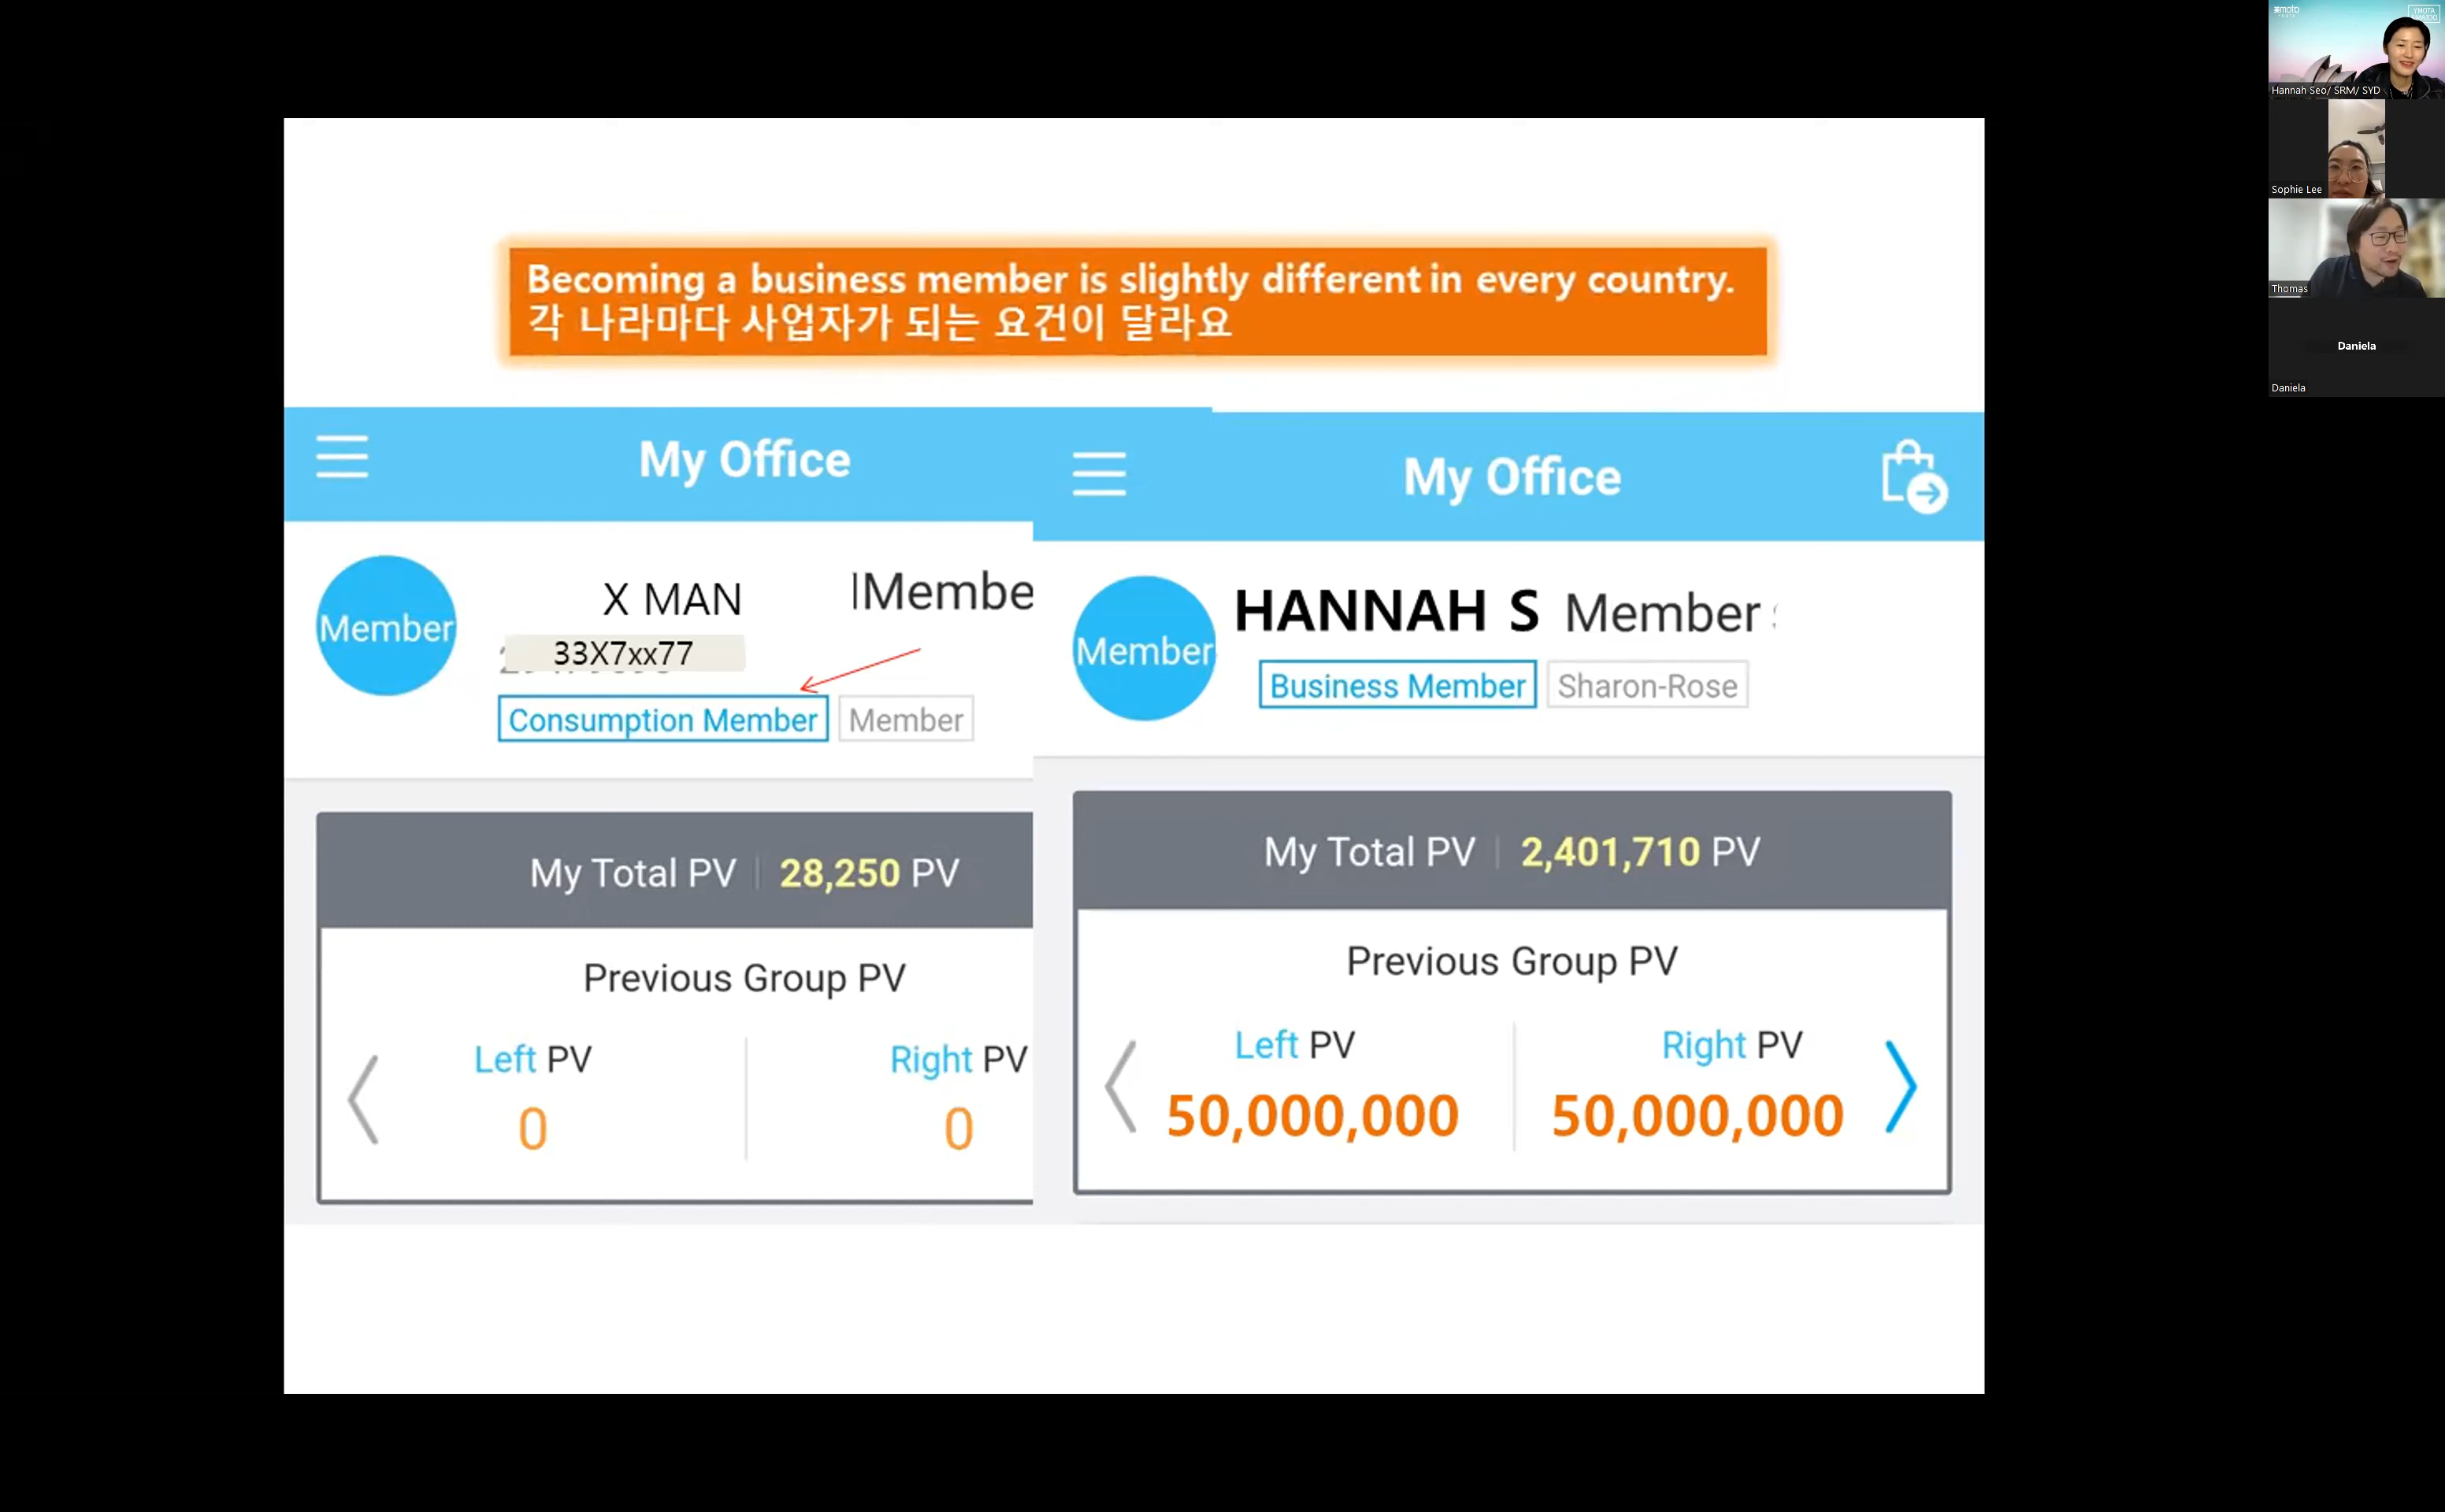 Becoming a business member is slightly different in every country.
각 나라마다 사업자가 되는 요건이 달라요
My Office
Member
X MAN
Membe
33X7xx77
Consumption Member
Member
My Total PV
28,250 PV
Previous Group PV
Left PV
Right PV
0
0
My Office
Member
HANNAH S Member
Business Member
Sharon-Rose
My Total PV
2,401,710 PV
Previous Group PV
Left PV
Right PV
50,000,000
50,000,000
Hannah Seo/ SRM/ SYD
Sophie Lee
Thomas
Daniela
Daniela